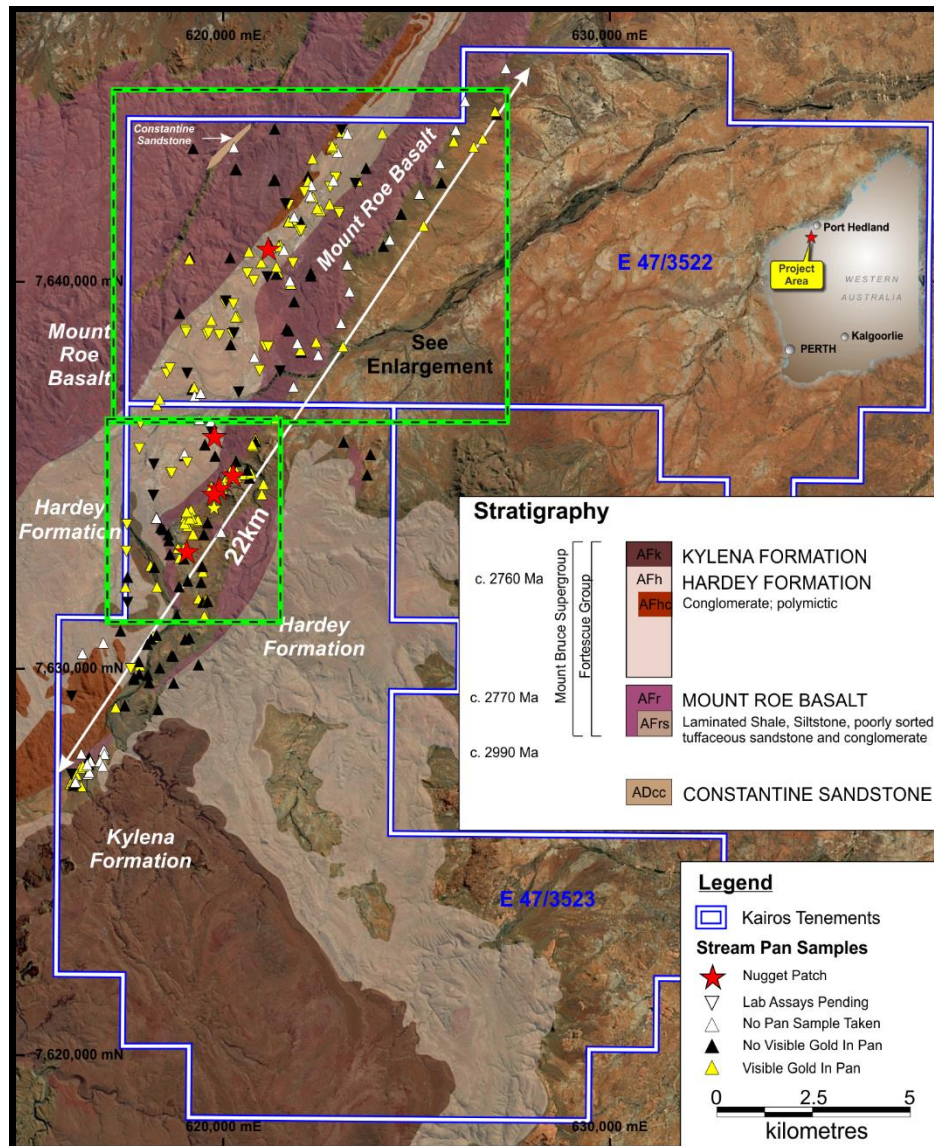 620,000 mE
630,000 mE
Constantine
Sandstone
Mount Roe Basalt
E 47/3522
Port Hedland
Project
Area
WESTERN
AUSTRALIA
Kalgoorlie
PERTH
7,640,000 mN
7,640,000 mN
Mount
Roe
Basalt
See
Enlargement
Hardey
Formation
22km
Hardey
Formation
7,630,000 mN
Kylena
Formation
E 47/3523
7,620,000 mN
620,000 mE
630,000 mE
Stratigraphy
Mount Bruce Supergroup
Fortescue Group
AFk KYLENA FORMATION
c. 2760 Ma
AFh HARDEY FORMATION
AFhc Conglomerate; polymictic
c. 2770 Ma
AFr MOUNT ROE BASALT
AFrs Laminated Shale, Siltstone, poorly sorted
tuffaceous sandstone and conglomerate
c. 2990 Ma
ADcc CONSTANTINE SANDSTONE
Legend
Kairos Tenements
Stream Pan Samples
Nugget Patch
Lab Assays Pending
No Pan Sample Taken
No Visible Gold In Pan
Visible Gold In Pan
0 2.5 5
kilometres